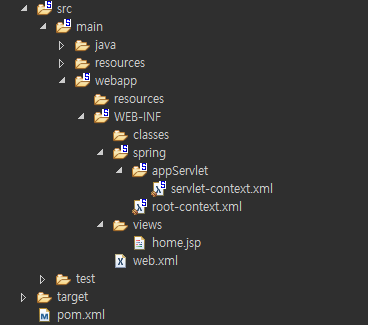 src
main
java
resources
webapp
resources
WEB-INF
classes
spring
appServlet
servlet-context.xml
root-context.xml
views
home.jsp
web.xml
test
target
pom.xml